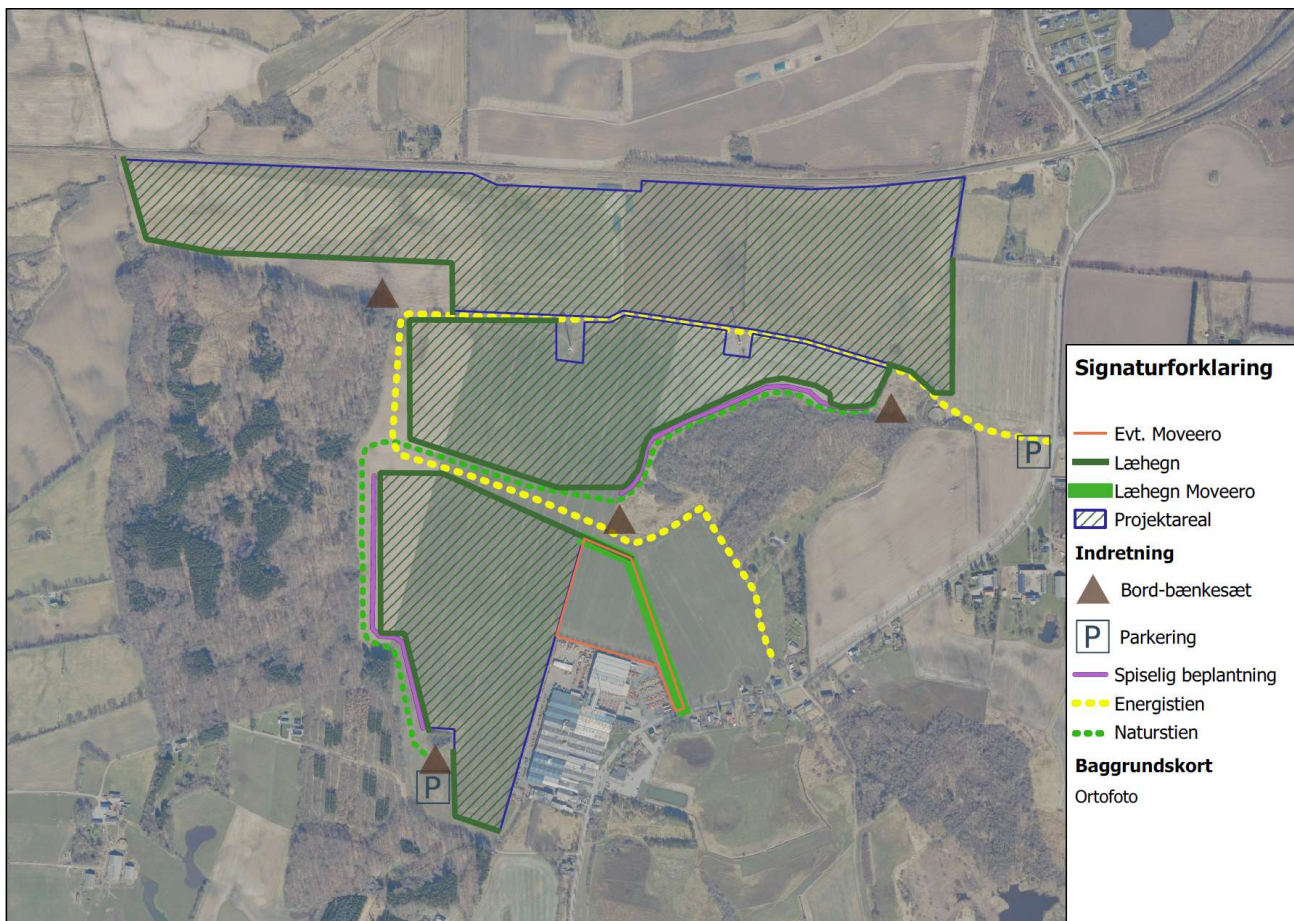 P
P
Signaturforklaring
Evt. Moveero
Læhegn
Læhegn Moveero
Projektareal
Indretning
Bord-bænkesæt
P Parkering
Spiselig beplantning
Energistien
Naturstien
Baggrundskort
Ortofoto